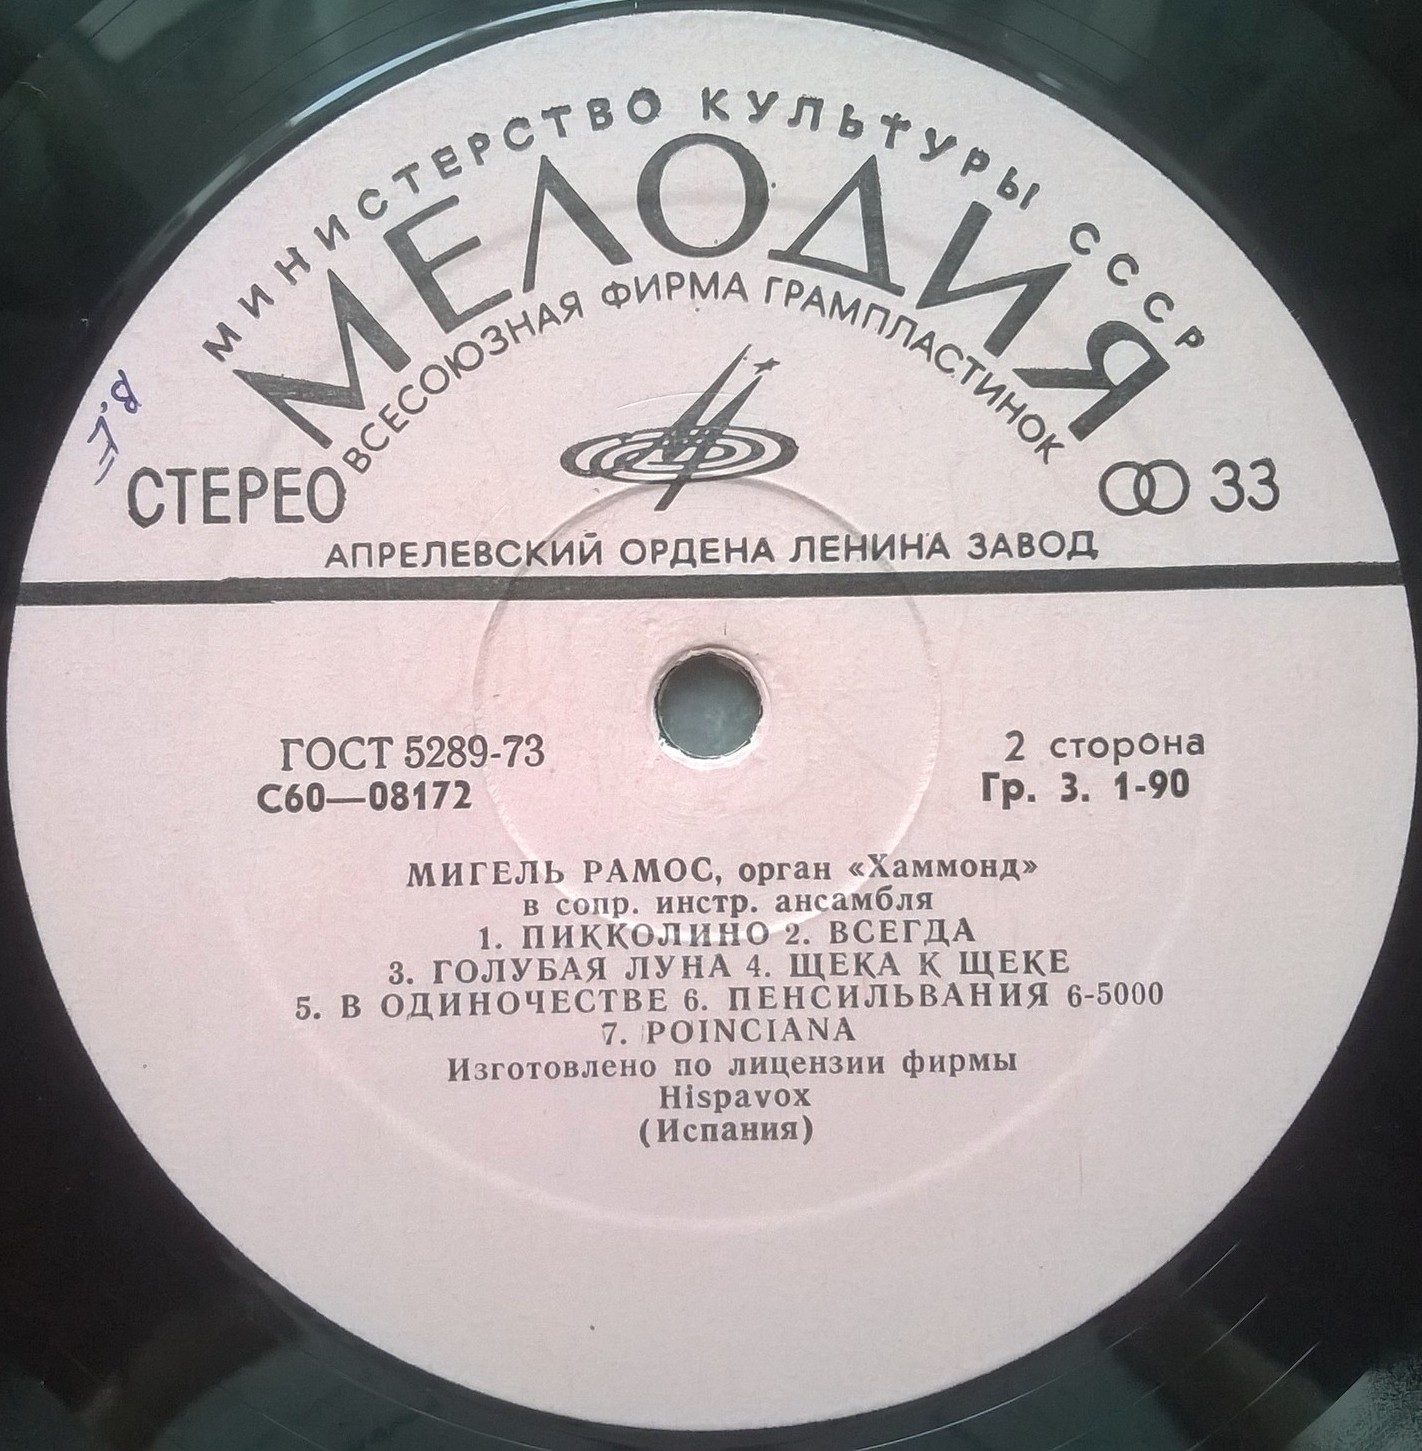 МИНИСТЕРСТВО КУЛЬТУРЫ СССР
МЕЛОДИЯ
ВСЕСОЮЗНАЯ ФИРМА ГРАМПЛАСТИНОК
СТЕРЕО
33
АПРЕЛЕВСКИЙ ОРДЕНА ЛЕНИНА ЗАВОД
ГОСТ 5289-73
С60—08172
2 сторона
Гр. 3. 1-90
МИГЕЛЬ РАМОС, орган «Хаммонд»
в сопр. инстр. ансамбля
1. ПИККОЛИНО 2. ВСЕГДА
3. ГОЛУБАЯ ЛУНА 4. ЩЕКА К ЩЕКЕ
5. В ОДИНОЧЕСТВЕ 6. ПЕНСИЛЬВАНИЯ 6-5000
7. POINCIANA
Изготовлено по лицензии фирмы
Hispavox
(Испания)